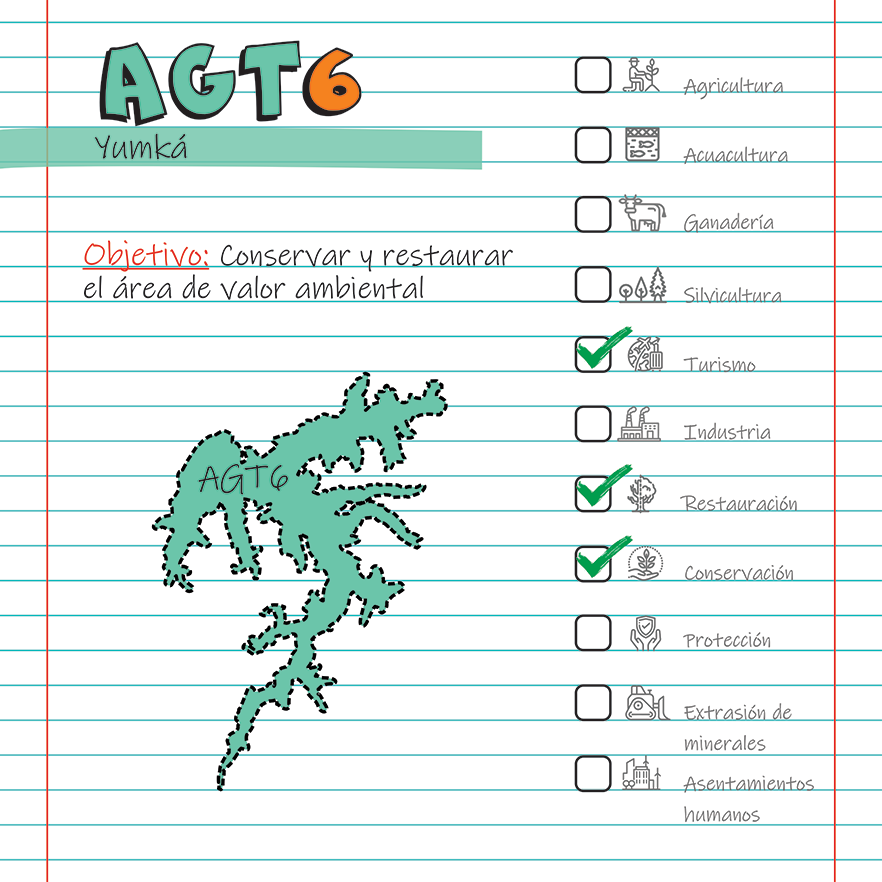 AGT6
Yumká
Objetivo: Conservar y restaurar
el área de valor ambiental
AGT6
Agricultura
Acuacultura
Ganadería
Silvicultura
Turismo
Industria
Restauración
Conservación
Protección
Extrasión de
minerales
Asentamientos
humanos